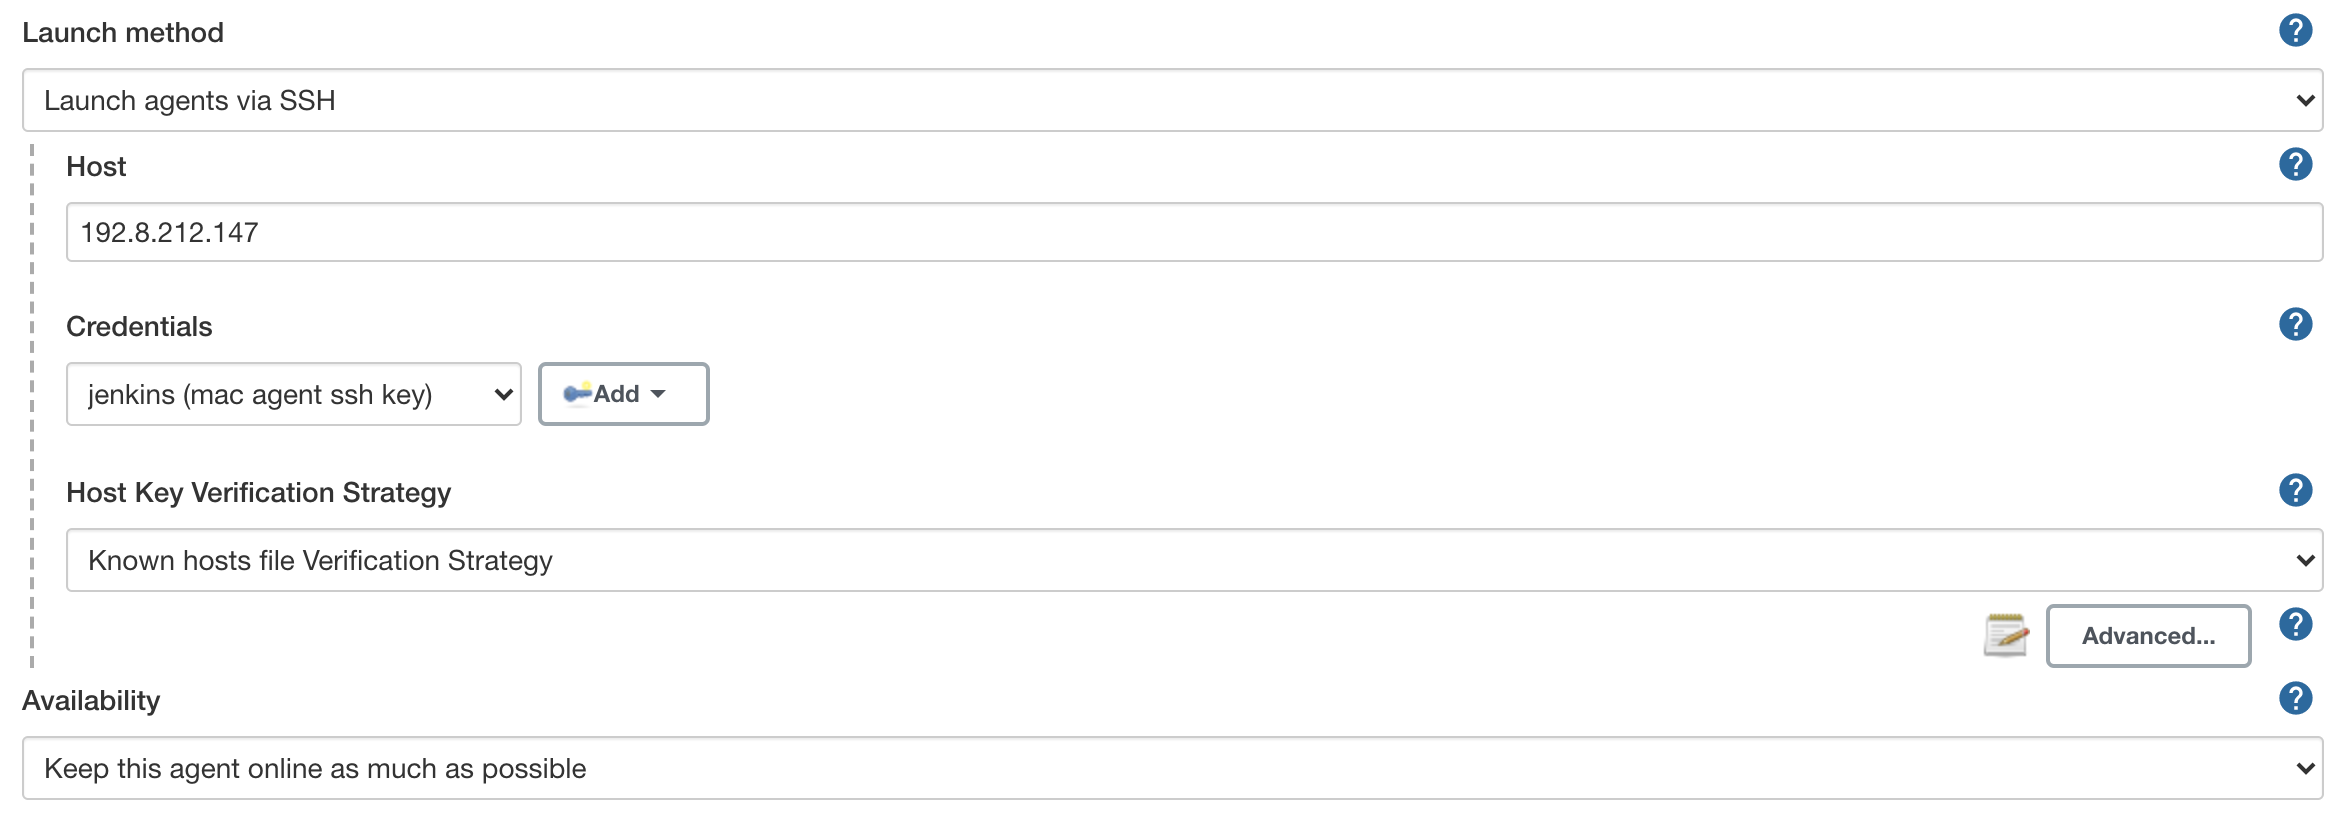 Launch method
?
Launch agents via SSH
Host
?
192.8.212.147
Credentials
?
jenkins (mac agent ssh key)
Add
Host Key Verification Strategy
?
Known hosts file Verification Strategy
Advanced...
?
Availability
?
Keep this agent online as much as possible